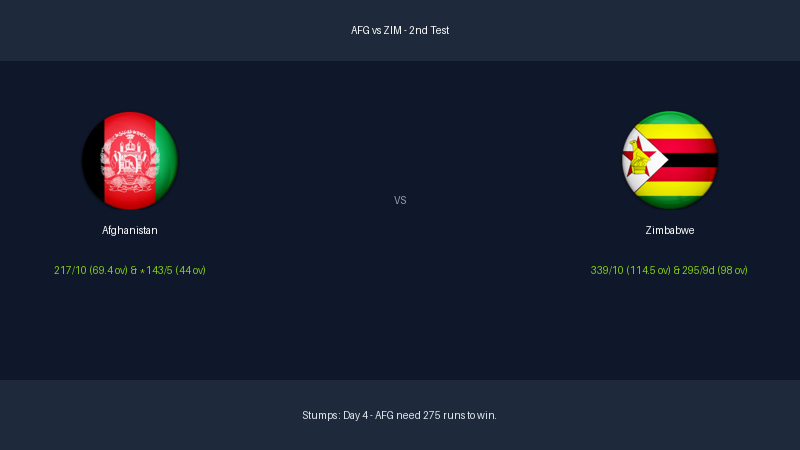 AFG vs ZIM - 2nd Test
VS
Afghanistan
Zimbabwe
217/10 (69.4 ov) & *143/5 (44 ov)
339/10 (114.5 ov) & 295/9d (98 ov)
Stumps: Day 4 - AFG need 275 runs to win.